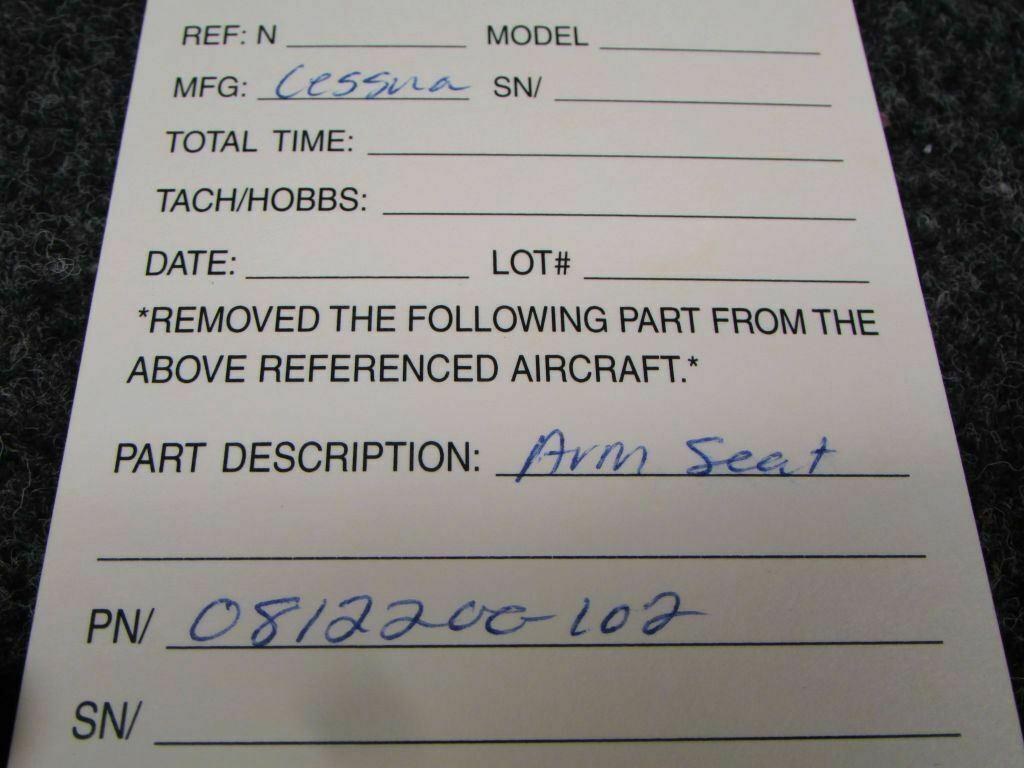 REF: N MODEL
MFG: Cessna SN/
TOTAL TIME:
TACH/HOBBS:
DATE: LOT#
*REMOVED THE FOLLOWING PART FROM THE
ABOVE REFERENCED AIRCRAFT.*
PART DESCRIPTION: Arm Seat
PN/ 0812200-102
SN/